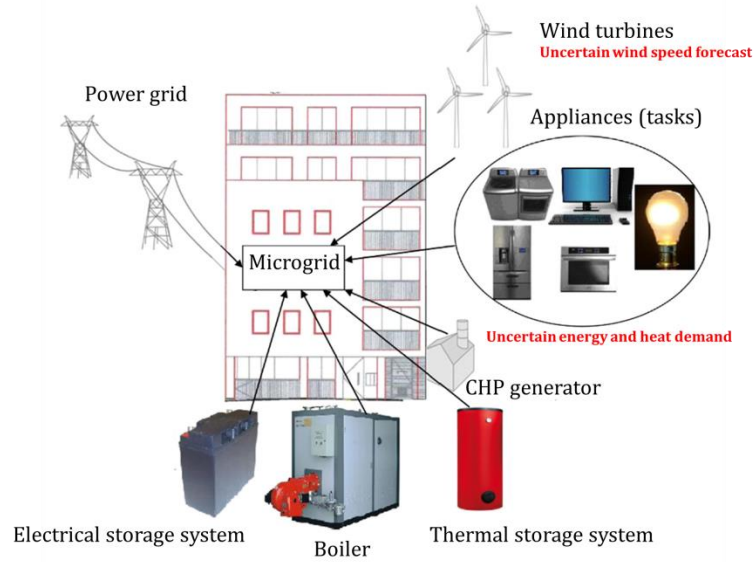 Wind turbines
Uncertain wind speed forecast
Power grid
Appliances (tasks)
Microgrid
Uncertain energy and heat demand
CHP generator
Electrical storage system
Boiler
Thermal storage system